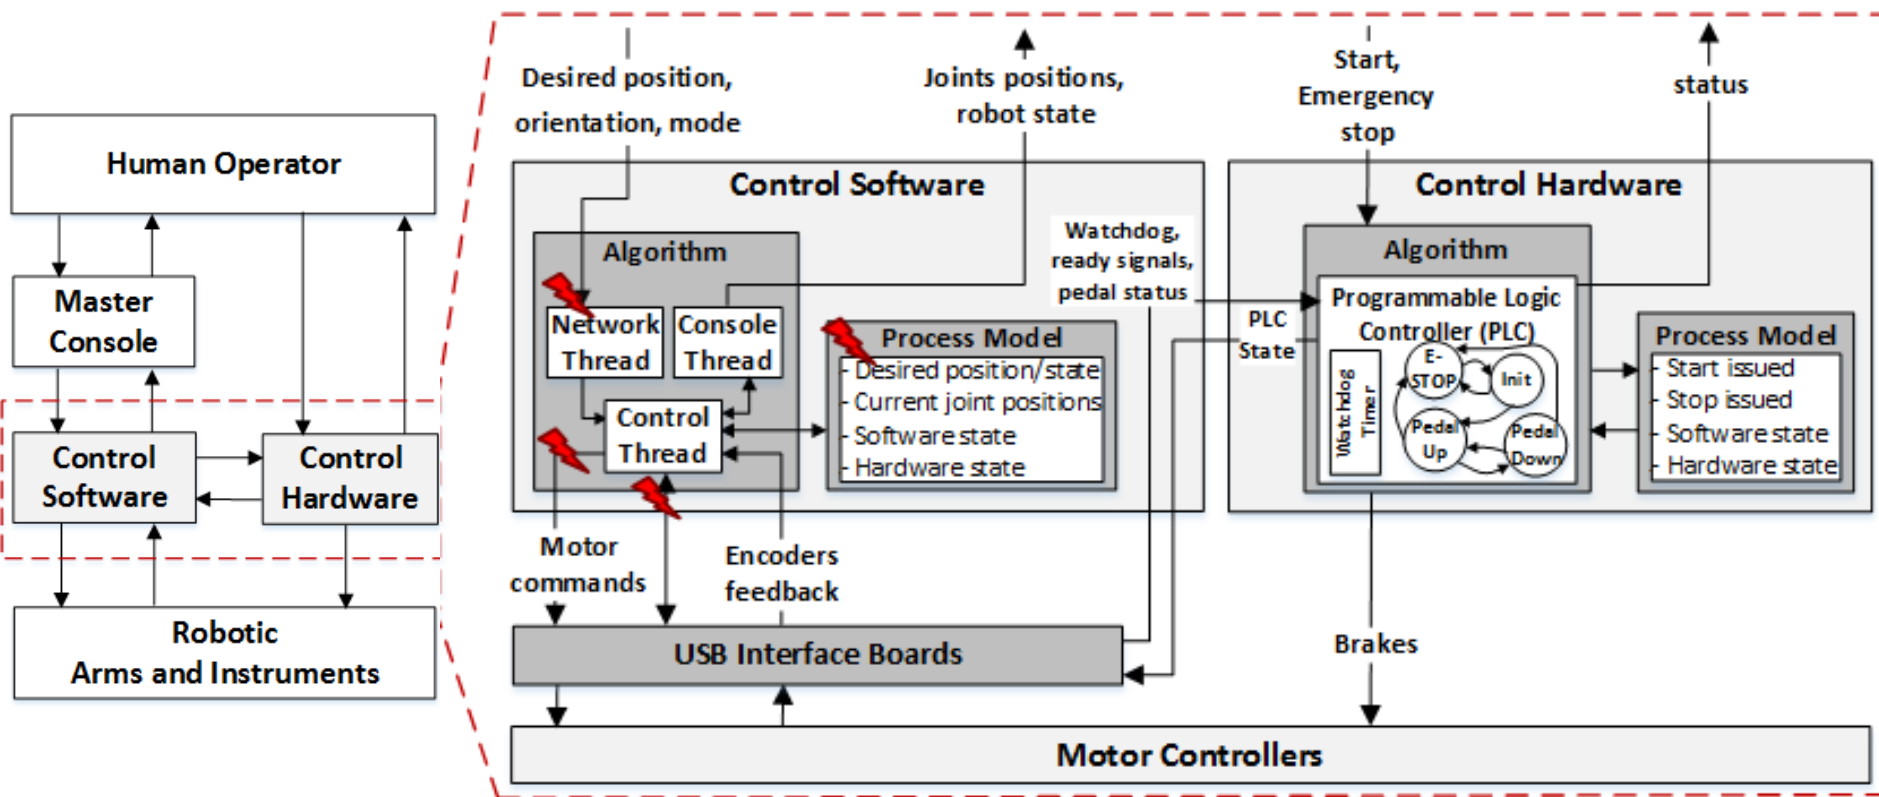 Human Operator
Master
Console
Control
Software
Control
Hardware
Robotic
Arms and Instruments
Desired position,
orientation, mode
Joints positions,
robot state
Start,
Emergency
stop
status
Control Software
Algorithm
Network
Thread
Console
Thread
Control
Thread
Process Model
- Desired position/state
- Current joint positions
- Software state
- Hardware state
Watchdog,
ready signals,
pedal status
PLC
State
Control Hardware
Algorithm
Programmable Logic
Controller (PLC)
Watchdog
Timer
E-
STOP
Init
Pedal
Up
Pedal
Down
Process Model
- Start issued
- Stop issued
- Software state
- Hardware state
Motor
commands
Encoders
feedback
Brakes
USB Interface Boards
Motor Controllers